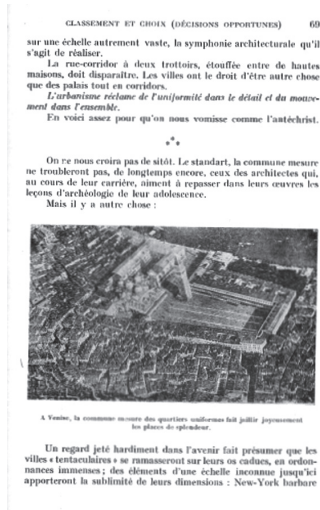 CLASSEMENT ET CHOIX (DÉCISIONS OPPORTUNES) 69
sur une échelle autrement vaste, la symphonie architecturale qu'il
s'agit de réaliser.
La rue-corridor à deux trottoirs, étouffée entre de hautes
maisons, doit disparaître. Les villes ont le droit d'être autre chose
que des palais tout en corridors.
L'urbanisme réclame de l'uniformité dans le détail et du mouve-
ment dans l'ensemble.
En voici assez pour qu'on nous vomisse comme l'antéchrist.
On ne nous croira pas de sitôt. Le standart, la commune mesure
ne troubleront pas, de longtemps encore, ceux des architectes qui,
au cours de leur carrière, aiment à repasser dans leurs œuvres les
leçons d'archéologie de leur adolescence.
Mais il y a autre chose :
A Venise, la commune mesure des quartiers uniformes fait jaillir joyeusement
les places de splendeur.
Un regard jeté hardiment dans l'avenir fait présumer que les
villes « tentaculaires » se ramasseront sur leurs os caducs, en ordon-
nances immenses ; des éléments d'une échelle inconnue jusqu'ici
apporteront la sublimité de leurs dimensions : New-York barbare